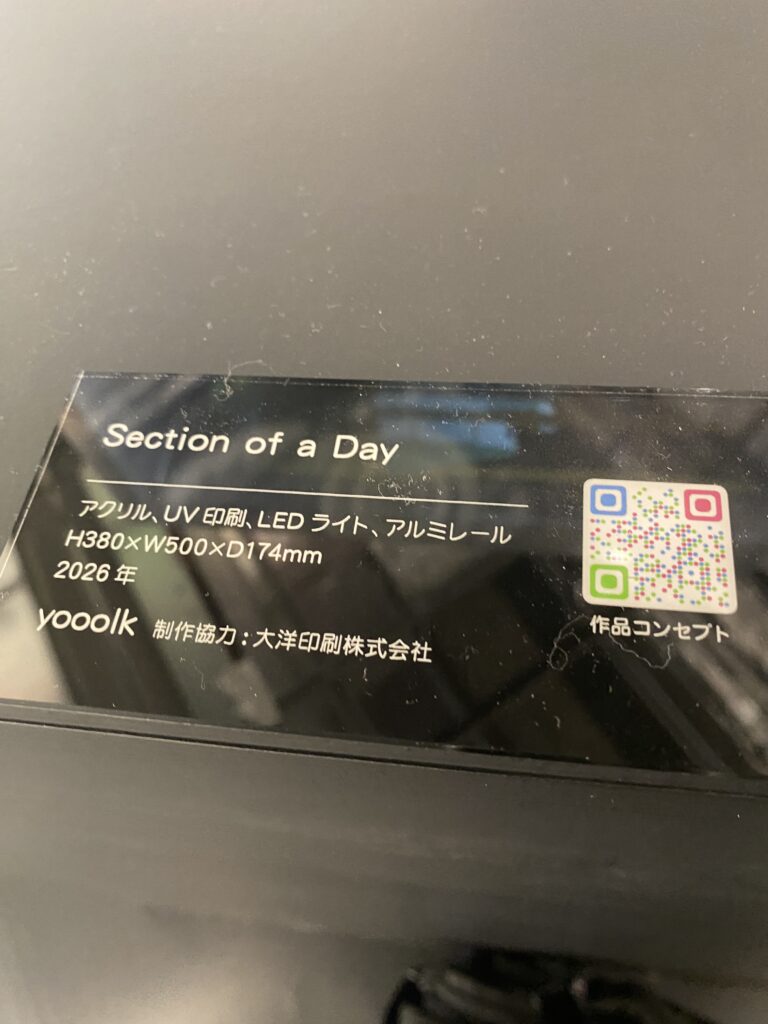 Section of a Day
アクリル、UV 印刷、LED ライト、アルミレール
H380×W500×D174mm
2026 年
yooolk 制作協力 : 大洋印刷株式会社
作品コンセプト